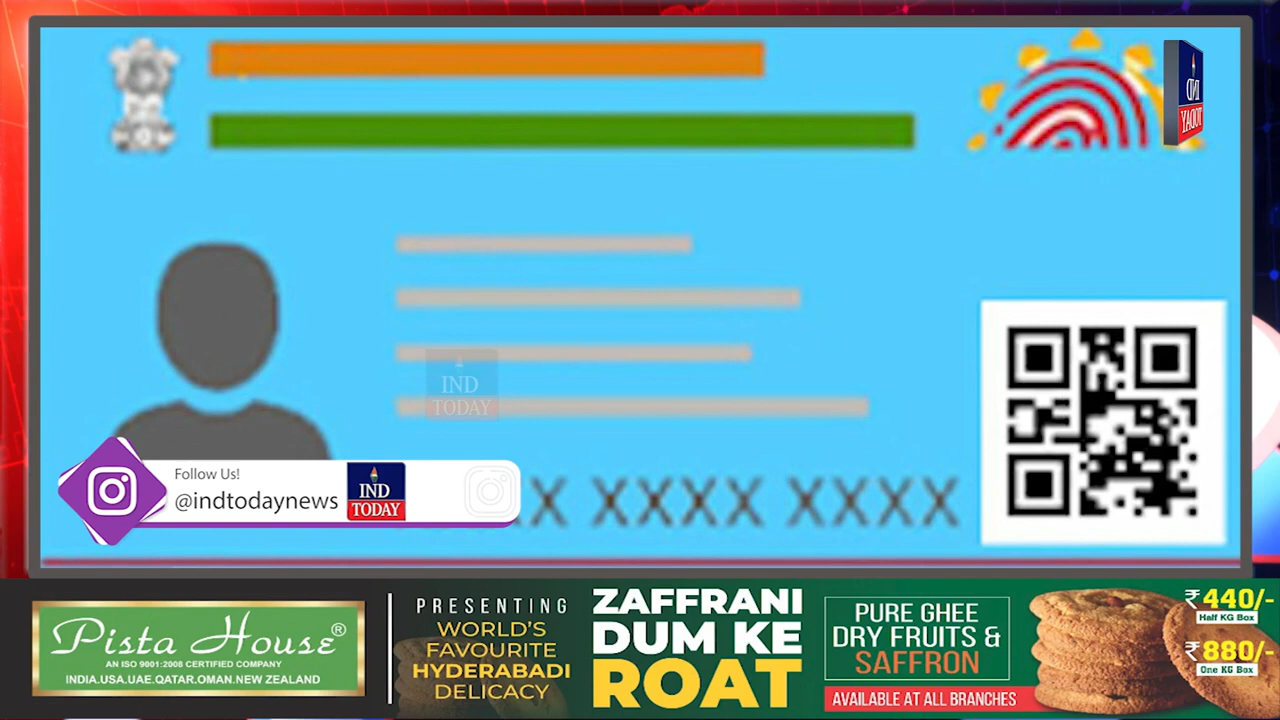 IND
TODAY
IND
TODAY
Follow Us!
@indtodaynews
IND
TODAY
X XXXX XXXX
Pista House®
AN ISO 9001:2008 CERTIFIED COMPANY
INDIA.USA.UAE.QATAR.OMAN.NEW ZEALAND
PRESENTING
WORLD'S
FAVOURITE
HYDERABADI
DELICACY
ZAFFRANI
DUM KE
ROAT
PURE GHEE
DRY FRUITS &
SAFFRON
AVAILABLE AT ALL BRANCHES
₹440/-
Half KG Box
₹880/-
One KG Box